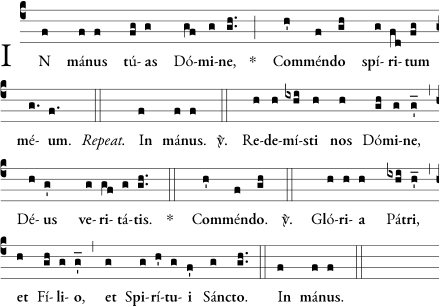 IN mánus tú-as Dó-mi-ne, * Comméndo spí-ri-tum
mé-um. Repeat. In mánus. ℣. Re-de-mí-sti nos Dómi-ne,
Dé-us ve-ri-tá-tis. * Comméndo. ℣. Gló-ri-a Pátri,
et Fí-li-o, et Spi-rí-tu-i Sáncto. In mánus.